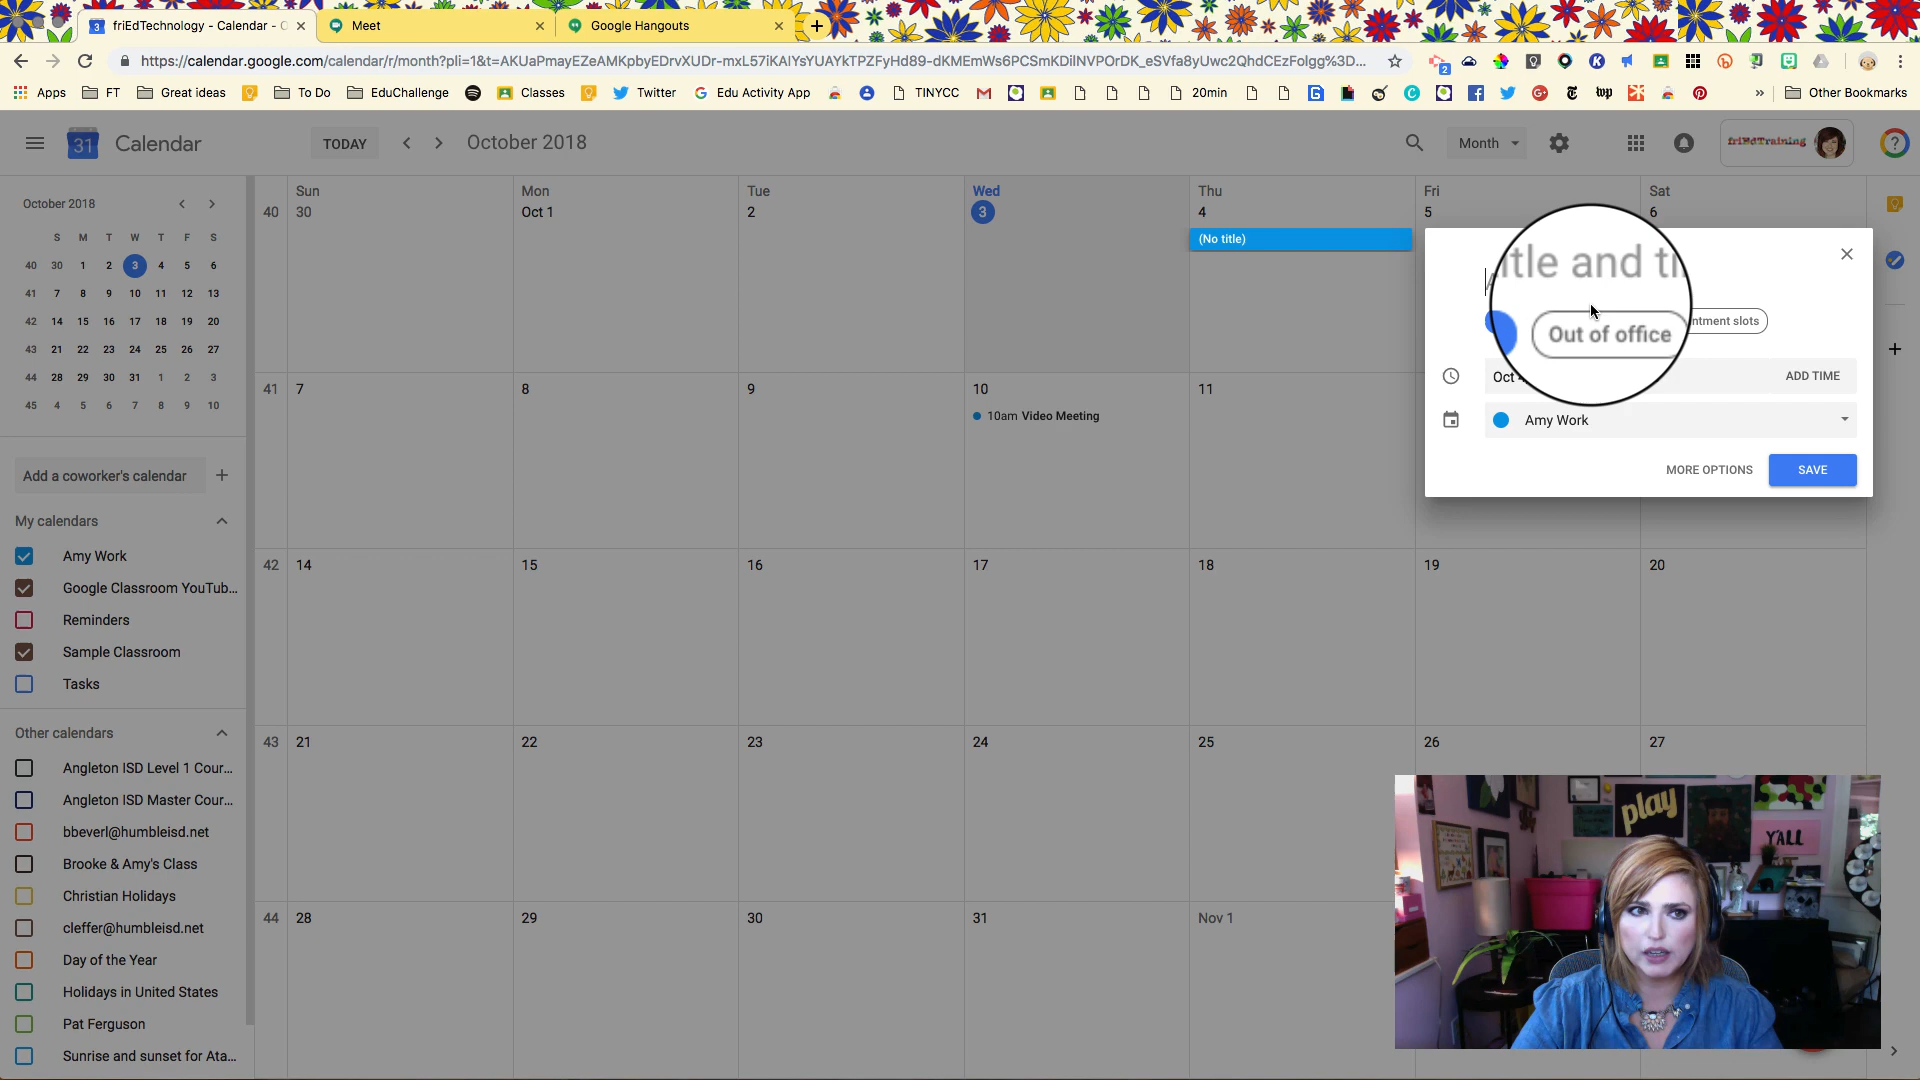 friEdTechnology - Calendar - O
Meet
Google Hangouts
https://calendar.google.com/calendar/r/month?pli=1&t=AKUaPmayEZeAMKpbyEDrvXUDr-mxL57iKAIYsYUAYkTPZFyHd89-dKMEmWs6PCSmKDiINVPOrDK_eSVfa8yUwc2QhdCEzFoIgg%3D...
2
Apps
FT
Great ideas
To Do
EduChallenge
Classes
Twitter
Edu Activity App
TINYCC
20min
» Other Bookmarks
31 Calendar
TODAY
October 2018
Month
friEdTraining
October 2018
S M T W T F S
40 30 1 2 3 4 5 6
41 7 8 9 10 11 12 13
42 14 15 16 17 18 19 20
43 21 22 23 24 25 26 27
44 28 29 30 31 1 2 3
45 4 5 6 7 8 9 10
Add a coworker's calendar +
My calendars
Amy Work
Google Classroom YouTub...
Reminders
Sample Classroom
Tasks
Other calendars
Angleton ISD Level 1 Cour...
Angleton ISD Master Cour...
bbeverl@humbleisd.net
Brooke & Amy's Class
Christian Holidays
cleffer@humbleisd.net
Day of the Year
Holidays in United States
Pat Ferguson
Sunrise and sunset for Ata...
Sun Mon Tue Wed Thu Fri Sat
40 30 Oct 1 2 3 4 5 6
(No title)
41 7 8 9 10 11
10am Video Meeting
42 14 15 16 17 18 19 20
43 21 22 23 24 25 26 27
44 28 29 30 31 Nov 1
itle and ti
Out of office
ntment slots
Oct
ADD TIME
Amy Work
MORE OPTIONS
SAVE
play
Y'ALL